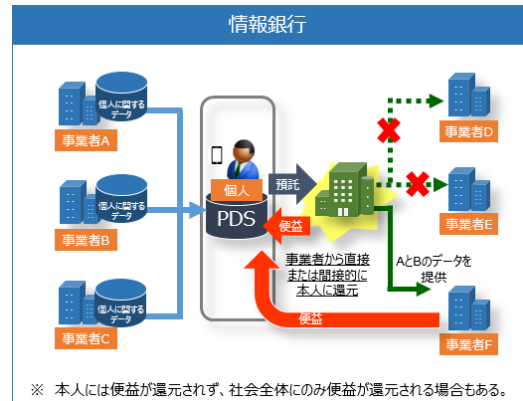 情報銀行
個人に関する
データ
事業者A
個人に関する
データ
事業者B
個人に関する
データ
事業者C
個人
PDS
預託
便益
事業者から直接
または間接的に
本人に還元
便益
AとBのデータを
提供
事業者D
事業者E
事業者F
※ 本人には便益が還元されず、社会全体にのみ便益が還元される場合もある。